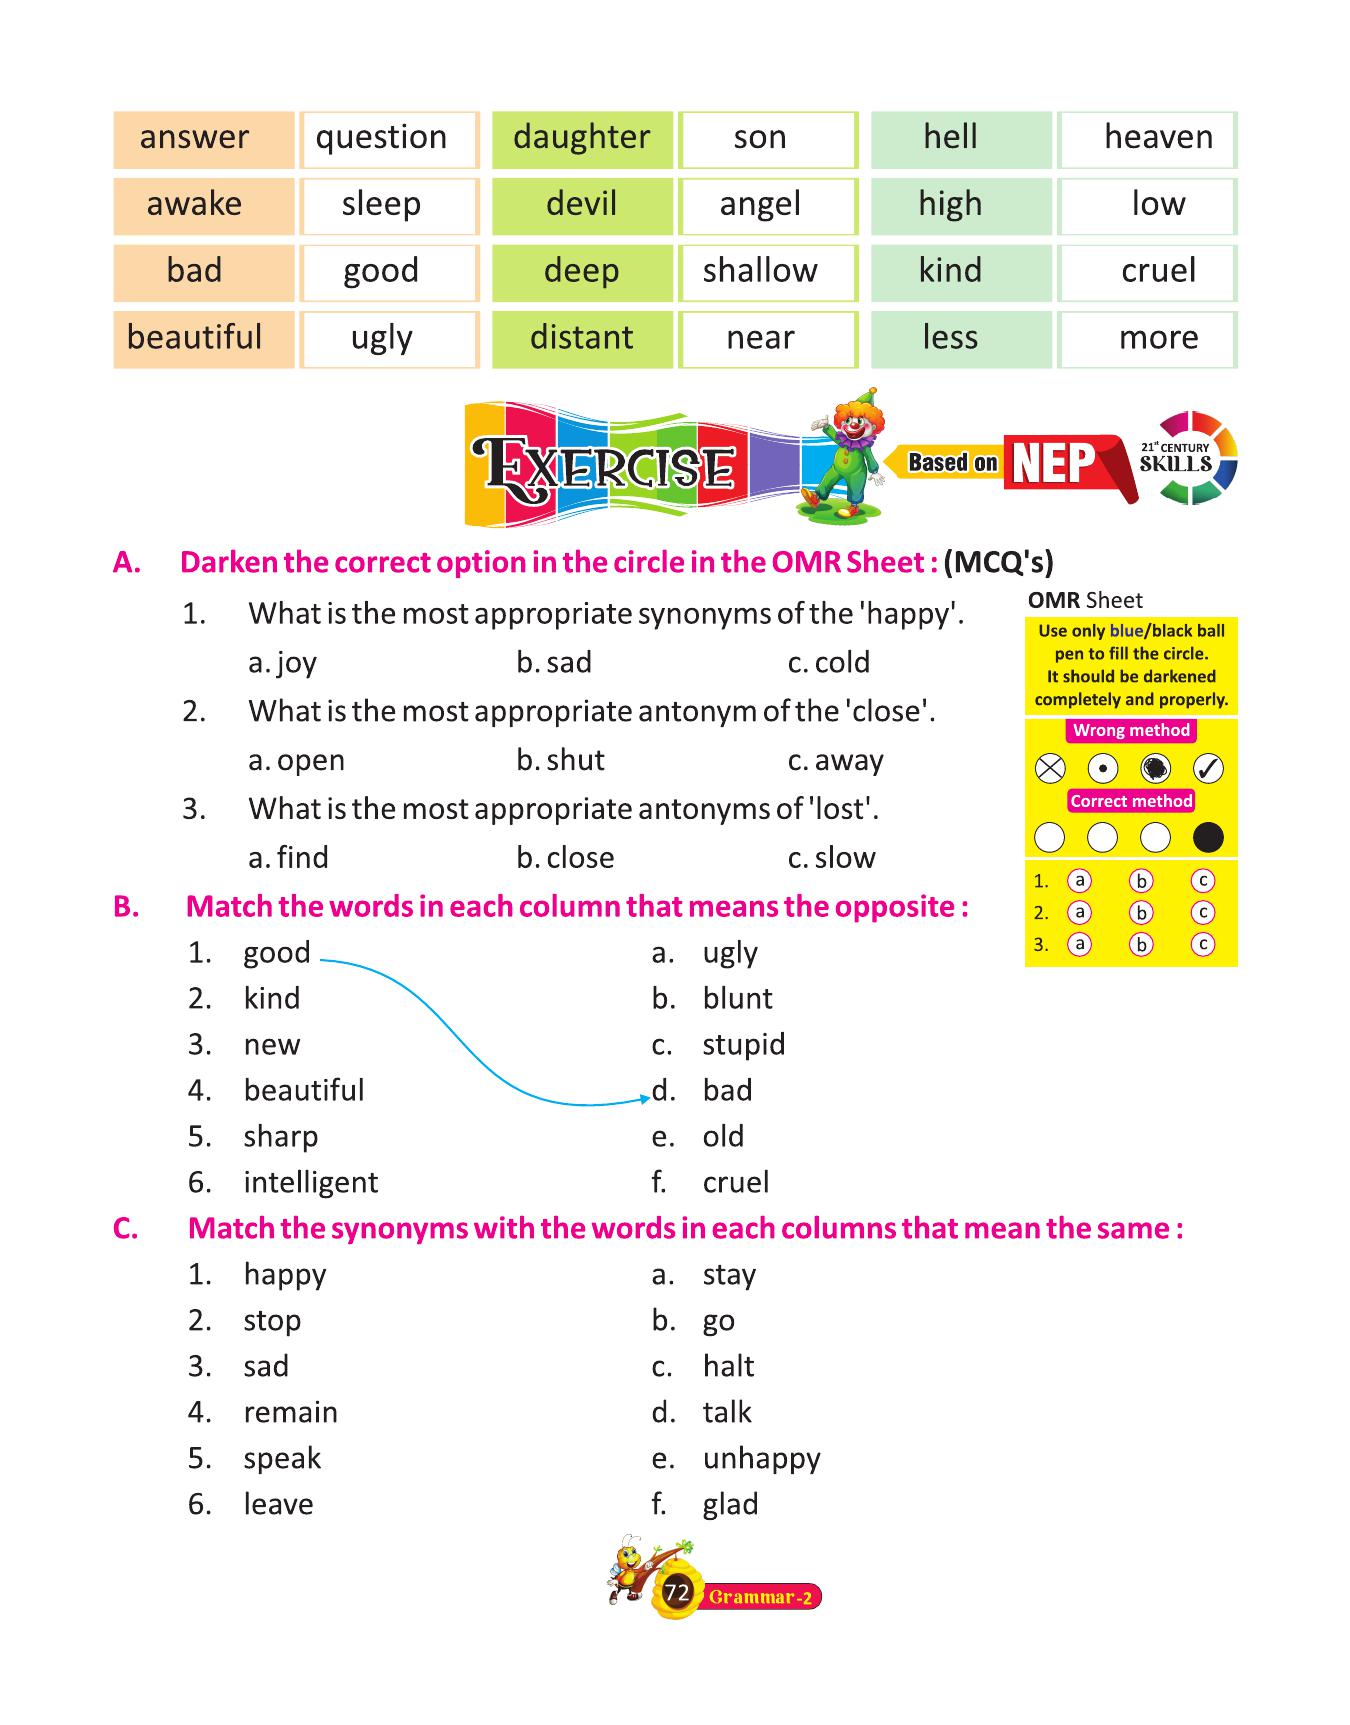 answer question daughter son hell heaven
awake sleep devil angel high low
bad good deep shallow kind cruel
beautiful ugly distant near less more
EXERCISE
Based on NEP
21st CENTURY
SKILLS
A. Darken the correct option in the circle in the OMR Sheet : (MCQ's)
1. What is the most appropriate synonyms of the 'happy'.
a. joy b. sad c. cold
2. What is the most appropriate antonym of the 'close'.
a. open b. shut c. away
3. What is the most appropriate antonyms of 'lost'.
a. find b. close c. slow
OMR Sheet
Use only blue/black ball
pen to fill the circle.
It should be darkened
completely and properly.
Wrong method
Correct method
1. a b c
2. a b c
3. a b c
B. Match the words in each column that means the opposite :
1. good a. ugly
2. kind b. blunt
3. new c. stupid
4. beautiful d. bad
5. sharp e. old
6. intelligent f. cruel
C. Match the synonyms with the words in each columns that mean the same :
1. happy a. stay
2. stop b. go
3. sad c. halt
4. remain d. talk
5. speak e. unhappy
6. leave f. glad
72 Grammar-2